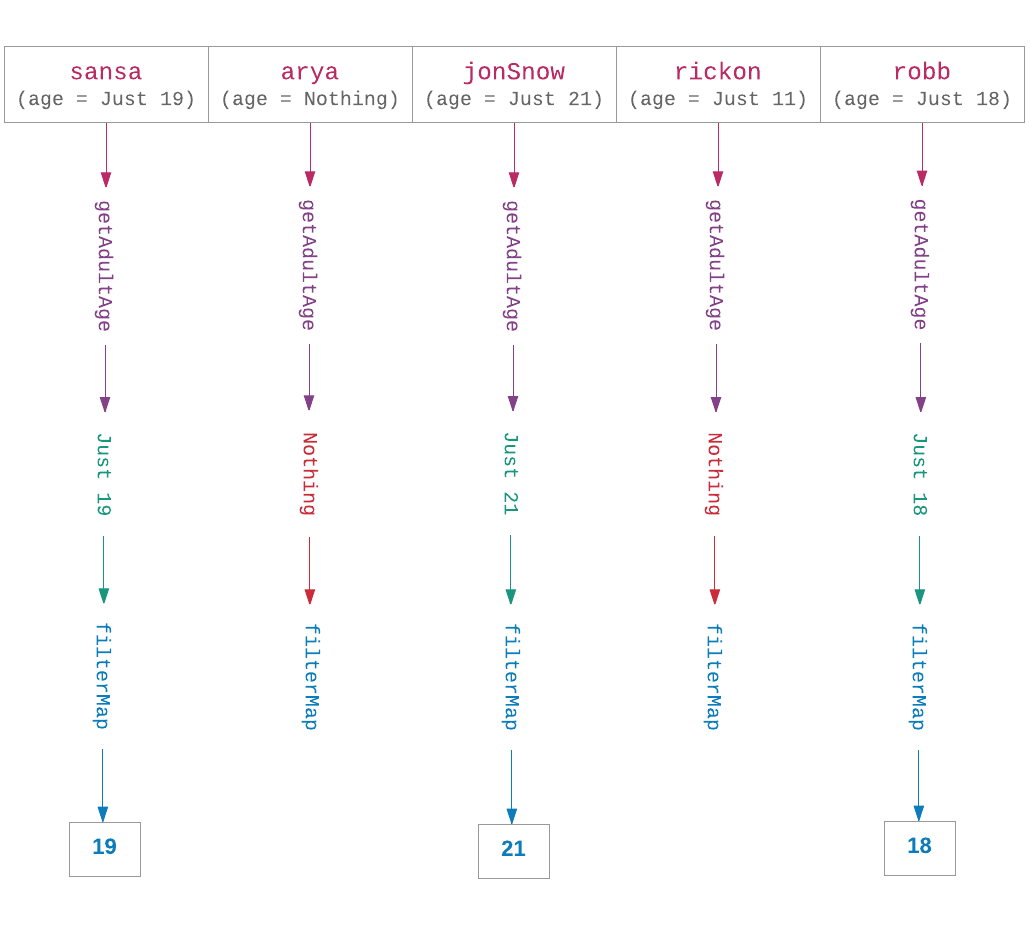 sansa
(age = Just 19)
arya
(age = Nothing)
jonSnow
(age = Just 21)
rickon
(age = Just 11)
robb
(age = Just 18)
getAdultAge
getAdultAge
getAdultAge
getAdultAge
getAdultAge
Just 19
Nothing
Just 21
Nothing
Just 18
filterMap
filterMap
filterMap
filterMap
filterMap
19
21
18